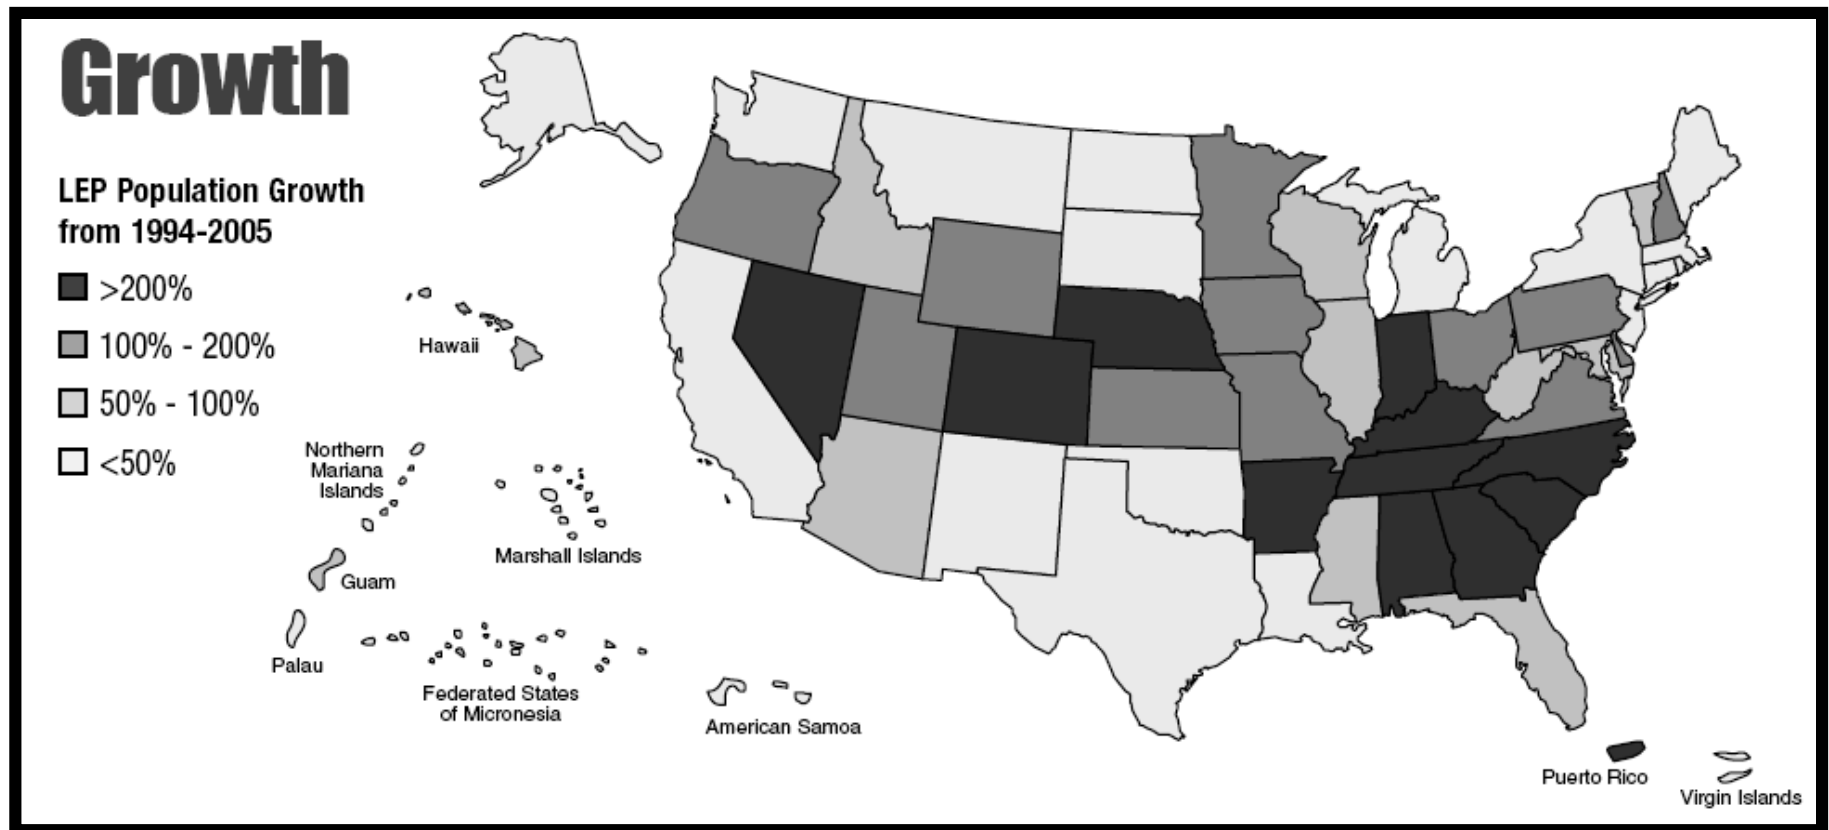 Growth
LEP Population Growth
from 1994-2005
>200%
100% - 200%
50% - 100%
<50%
Hawaii
Northern
Mariana
Islands
Marshall Islands
Guam
Palau
Federated States
of Micronesia
American Samoa
Puerto Rico
Virgin Islands